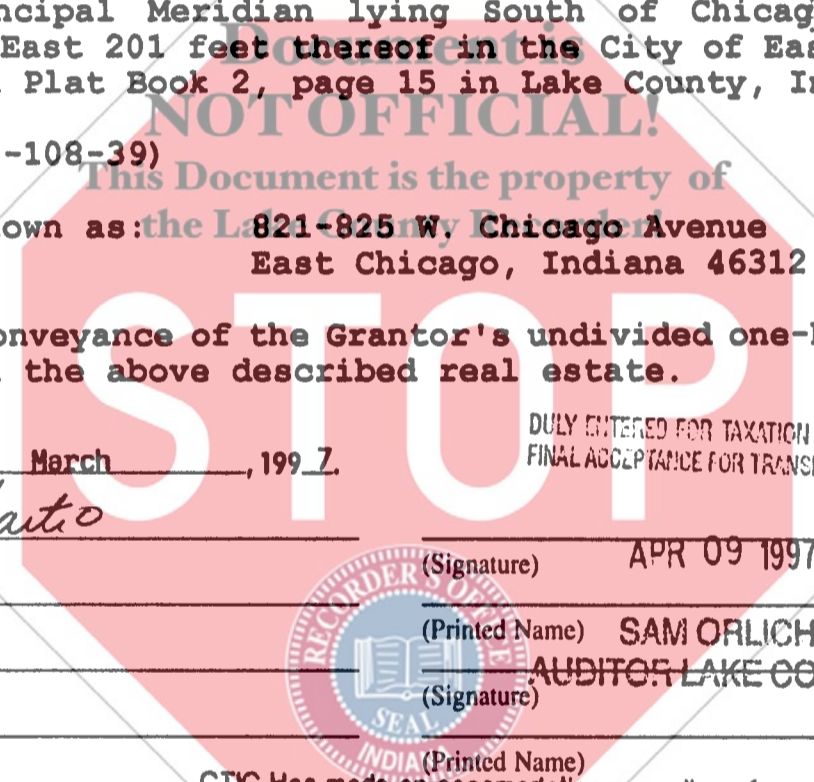 ncipal Meridian lying South of Chicag
East 201 feet thereof in the City of Eas
Plat Book 2, page 15 in Lake County, In
Document is
NOT OFFICIAL!
-108-39)
This Document is the property of
the Lake County Recorder!
own as: 821-825 W. Chicago Avenue
East Chicago, Indiana 46312
STOP
onveyance of the Grantor's undivided one-
the above described real estate.
DULY ENTERED FOR TAXATION
FINAL ACCEPTANCE FOR TRANSF
March, 1997.
(Signature)
APR 09 1997
(Printed Name)
SAM ORLICH
AUDITOR LAKE CO
(Signature)
(Printed Name)
RECORDER'S OFFICE
SEAL
INDIANA